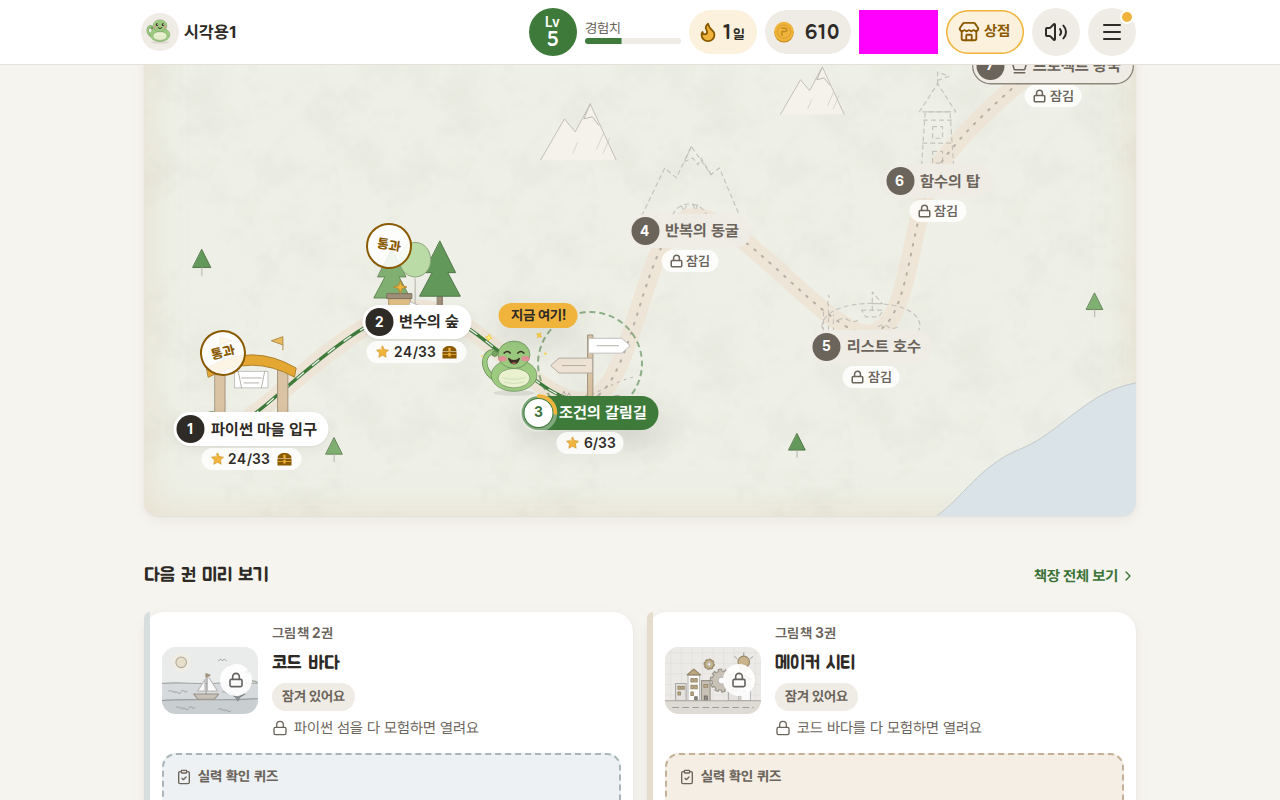 시각용1
Lv
5
경험치
1일
610
상점
7 프로젝트 왕국
잠김
6 함수의 탑
잠김
4 반복의 동굴
잠김
통과
지금 여기!
2 변수의 숲
24/33
5 리스트 호수
잠김
통과
3 조건의 갈림길
6/33
1 파이썬 마을 입구
24/33
다음 권 미리 보기
책장 전체 보기
그림책 2권
코드 바다
잠겨 있어요
파이썬 섬을 다 모험하면 열려요
실력 확인 퀴즈
그림책 3권
메이커 시티
잠겨 있어요
코드 바다를 다 모험하면 열려요
실력 확인 퀴즈